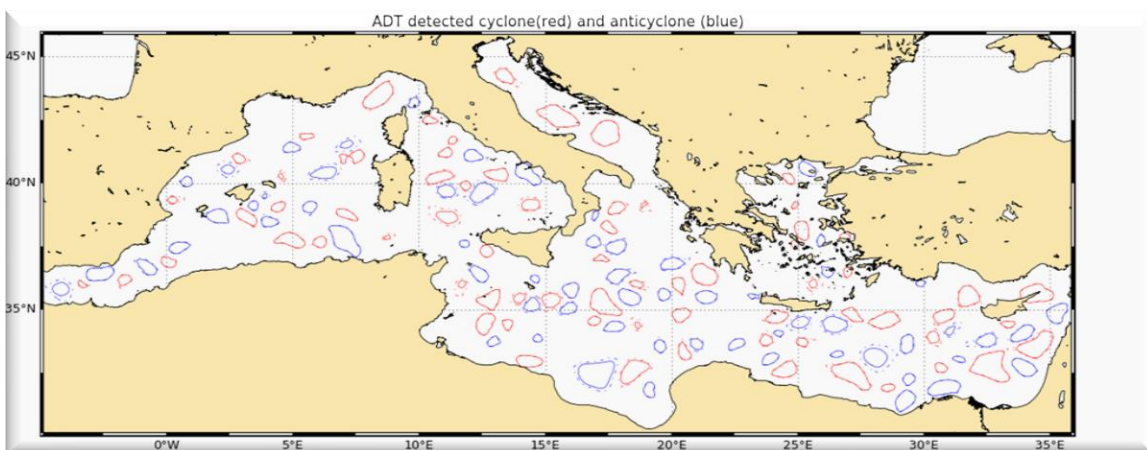 ADT detected cyclone(red) and anticyclone (blue)
45°N
40°N
35°N
0°W 5°E 10°E 15°E 20°E 25°E 30°E 35°E